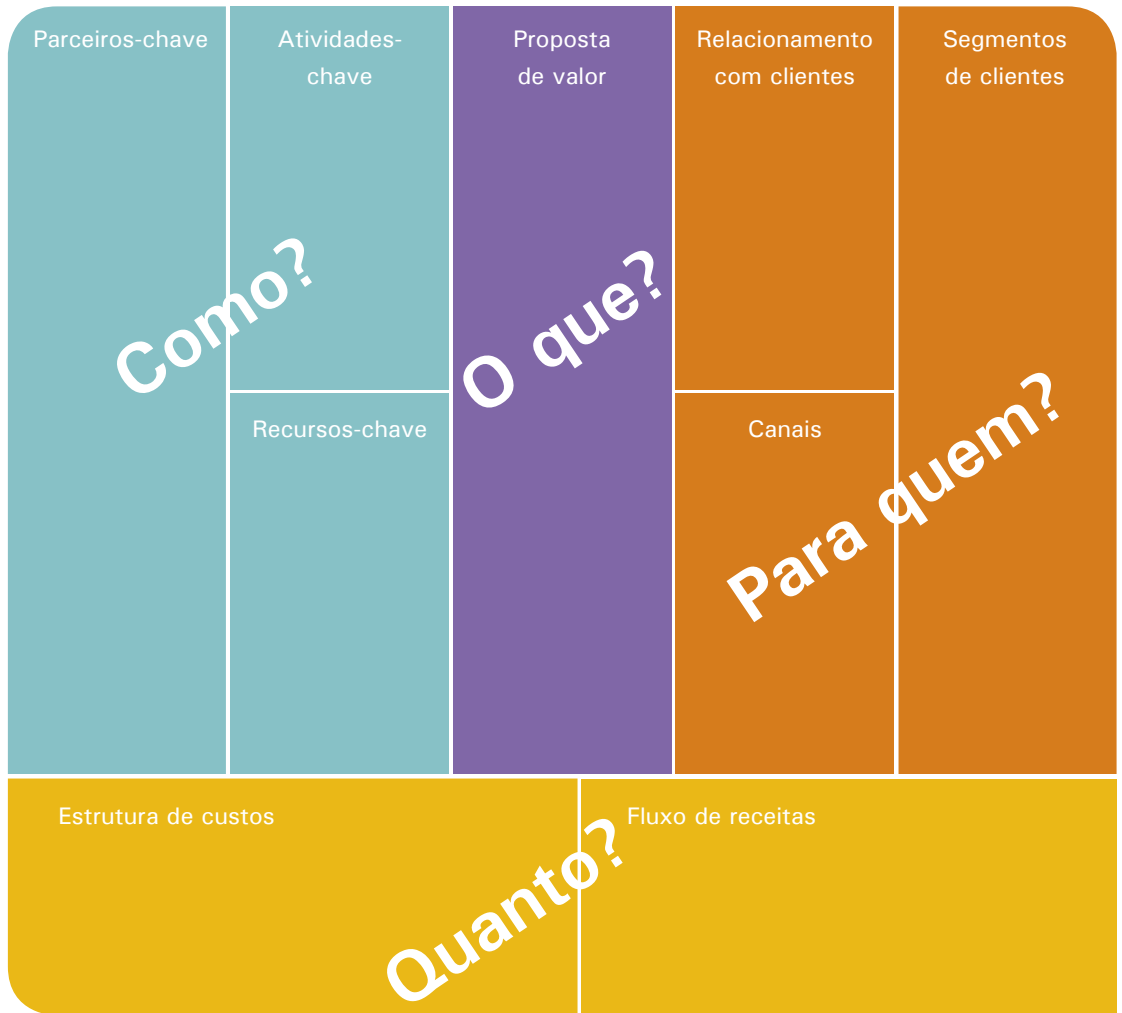 Parceiros-chave
Atividades-
chave
Proposta
de valor
Relacionamento
com clientes
Segmentos
de clientes
Como?
O que?
Recursos-chave
Canais
Para quem?
Estrutura de custos
Fluxo de receitas
Quanto?